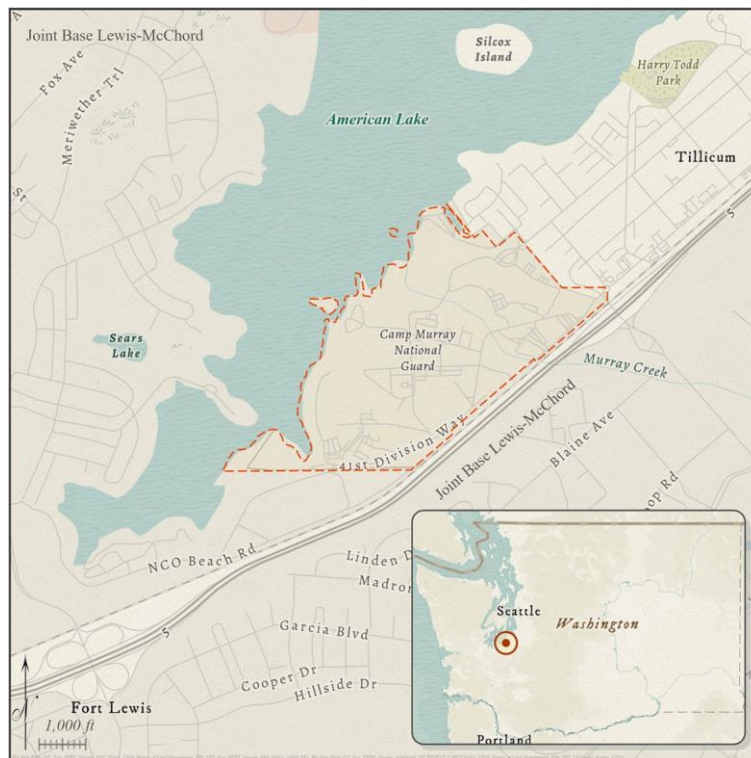 A
Joint Base Lewis-McChord
Fox Ave
Meriwether Trl
St
Silcox
Island
Harry Todd
Park
American Lake
Tillicum
5
Sears
Lake
Camp Murray
National
Guard
Murray Creek
41st Division Way
Joint Base Lewis-McChord
Blaine Ave
op Rd
NCO Beach Rd
Linden D
Madron
Garcia Blvd
5
Cooper Dr
Hillside Dr
Fort Lewis
1,000 ft
Seattle
Washington
Portland